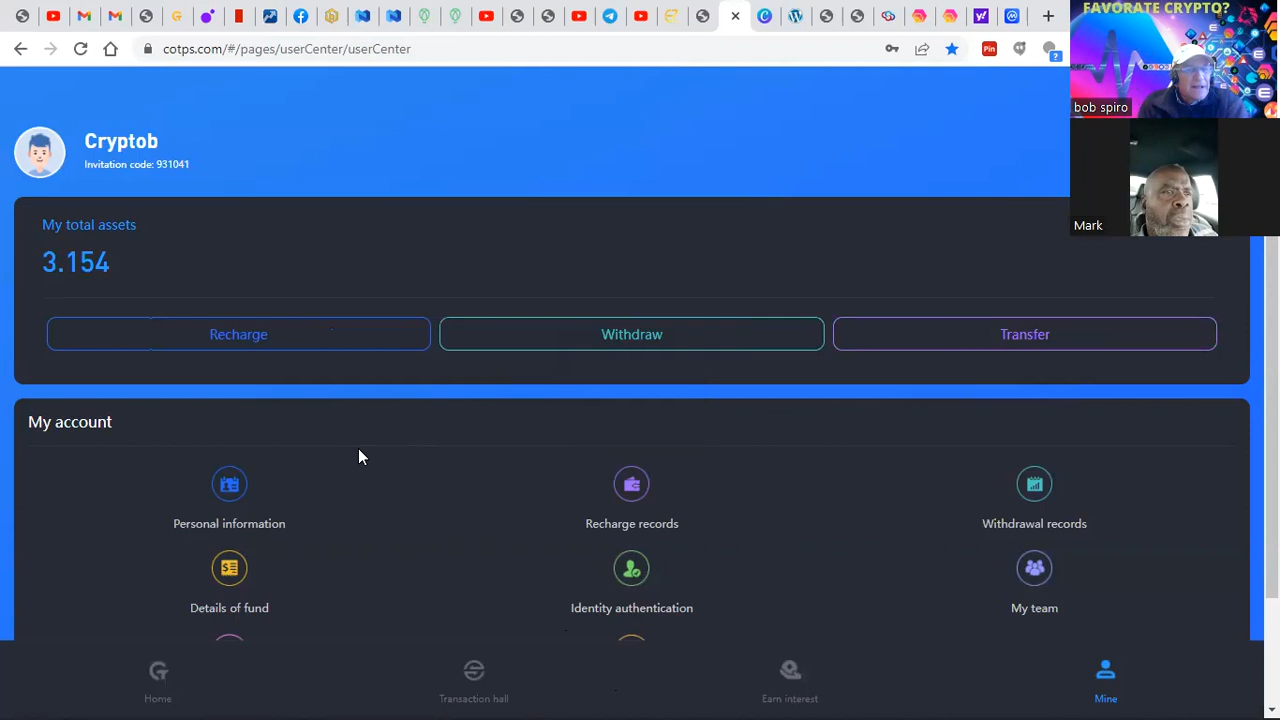 cotps.com/#/pages/userCenter/userCenter
Pin
?
y!
FAVORATE CRYPTO?
bob spiro
Mark
Cryptob
Invitation code: 931041
My total assets
3.154
Recharge
Withdraw
Transfer
My account
Personal information
Recharge records
Withdrawal records
Details of fund
Identity authentication
My team
Home
Transaction hall
Earn interest
Mine